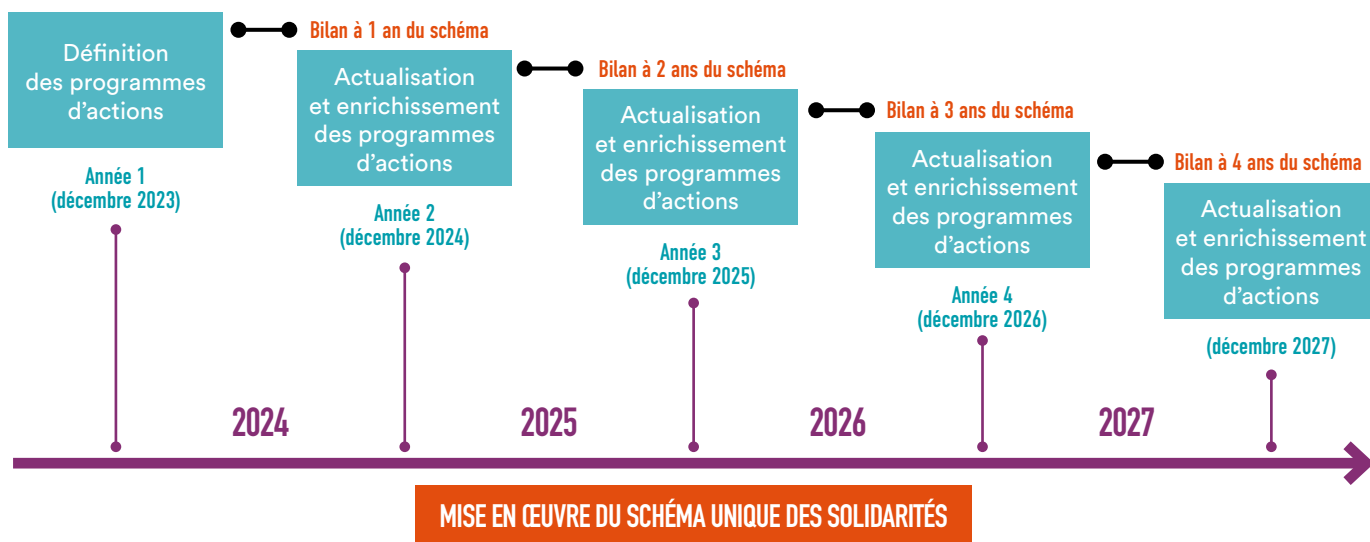 Définition
des programmes
d'actions
Année 1
(décembre 2023)
Bilan à 1 an du schéma
Actualisation
et enrichissement
des programmes
d'actions
Année 2
(décembre 2024)
Bilan à 2 ans du schéma
Actualisation
et enrichissement
des programmes
d'actions
Année 3
(décembre 2025)
Bilan à 3 ans du schéma
Actualisation
et enrichissement
des programmes
d'actions
Année 4
(décembre 2026)
Bilan à 4 ans du schéma
Actualisation
et enrichissement
des programmes
d'actions
(décembre 2027)
2024
2025
2026
2027
MISE EN ŒUVRE DU SCHÉMA UNIQUE DES SOLIDARITÉS